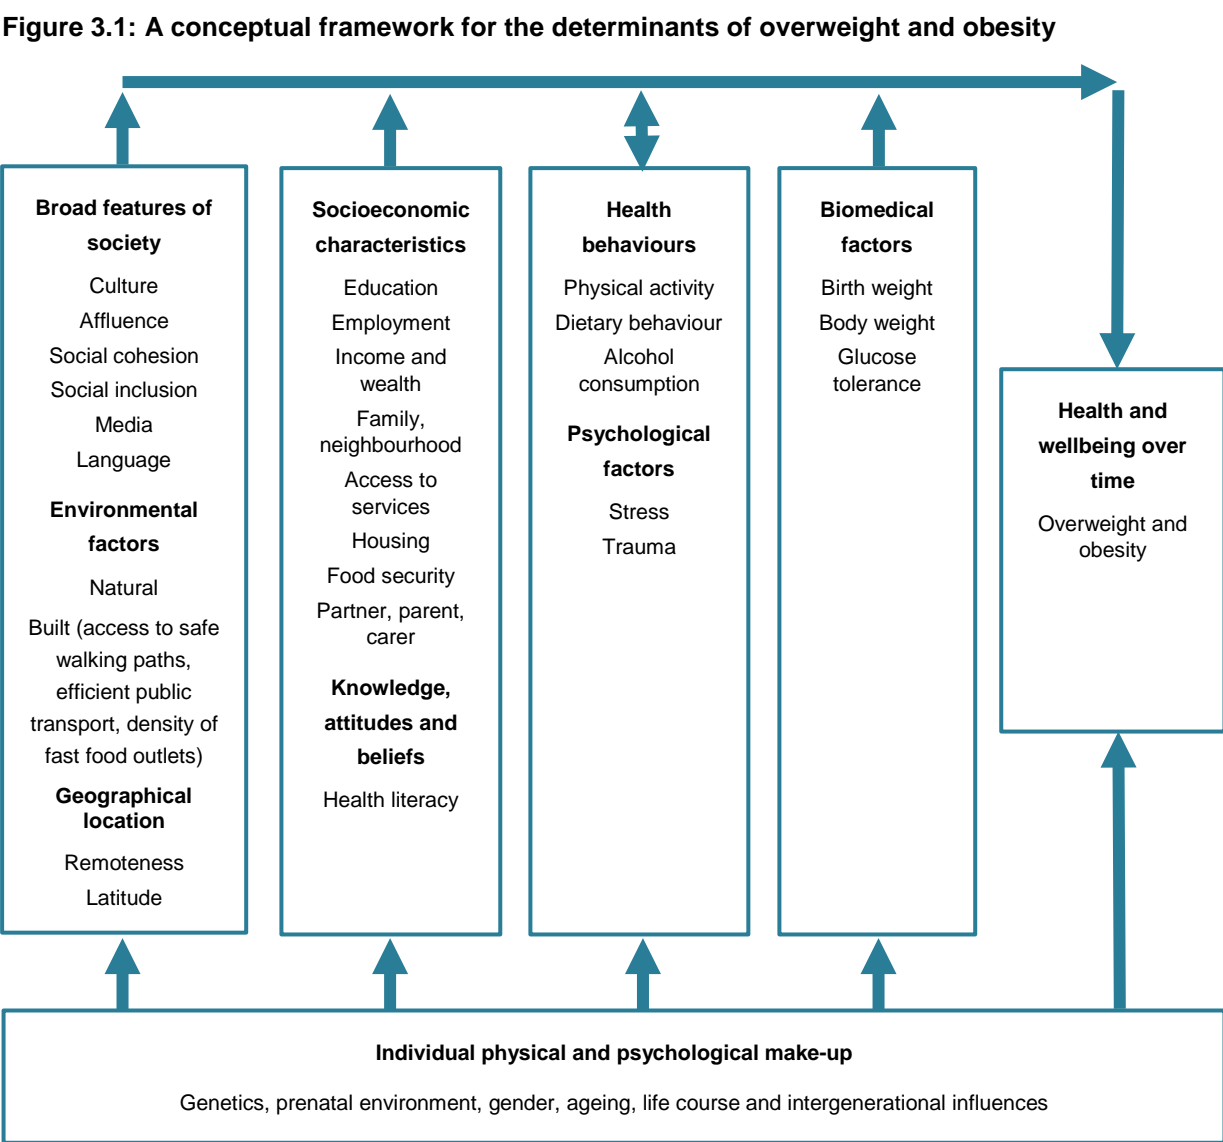 Figure 3.1: A conceptual framework for the determinants of overweight and obesity
Broad features of
society
Culture
Affluence
Social cohesion
Social inclusion
Media
Language
Environmental
factors
Natural
Built (access to safe
walking paths,
efficient public
transport, density of
fast food outlets)
Geographical
location
Remoteness
Latitude
Socioeconomic
characteristics
Education
Employment
Income and
wealth
Family,
neighbourhood
Access to
services
Housing
Food security
Partner, parent,
carer
Knowledge,
attitudes and
beliefs
Health literacy
Health
behaviours
Physical activity
Dietary behaviour
Alcohol
consumption
Psychological
factors
Stress
Trauma
Biomedical
factors
Birth weight
Body weight
Glucose
tolerance
Health and
wellbeing over
time
Overweight and
obesity
Individual physical and psychological make-up
Genetics, prenatal environment, gender, ageing, life course and intergenerational influences